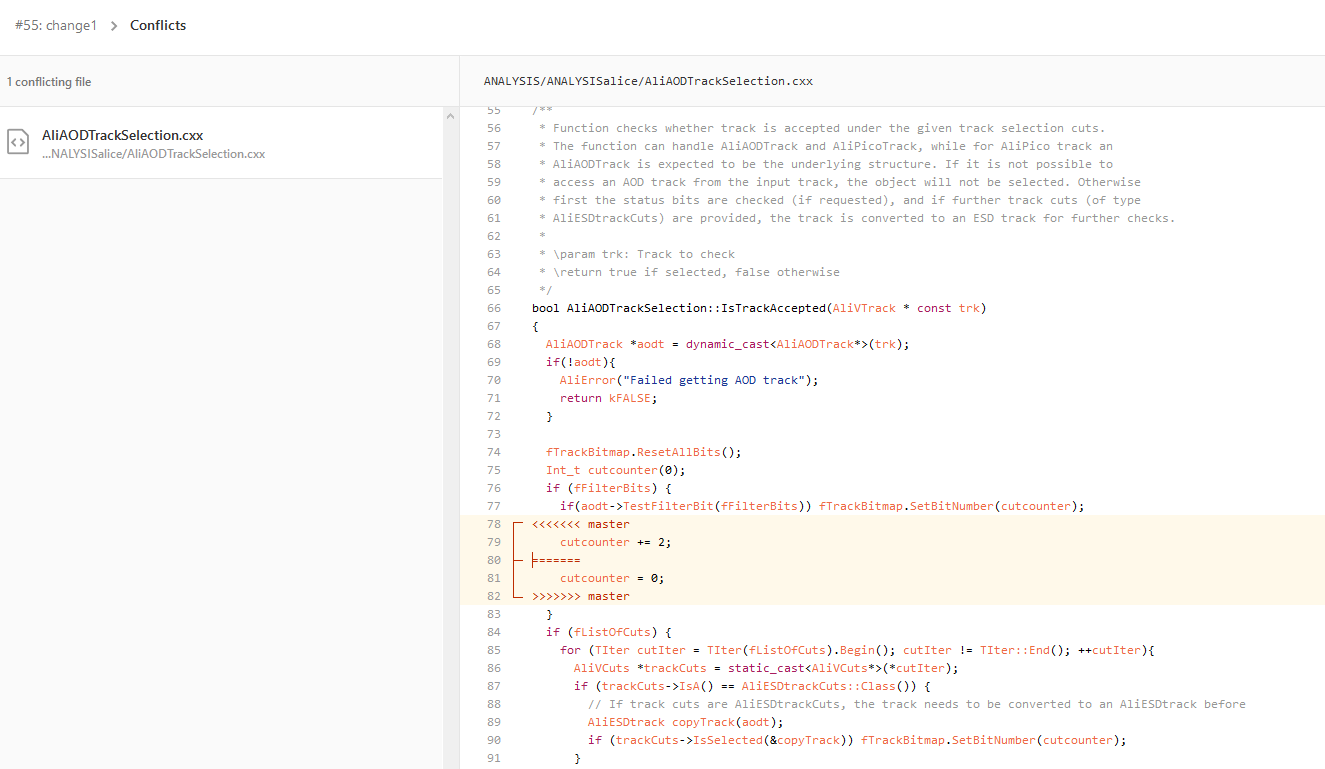 #55: change1 > Conflicts
1 conflicting file
AliAODTrackSelection.cxx
...NALYSISalice/AliAODTrackSelection.cxx
ANALYSIS/ANALYSISalice/AliAODTrackSelection.cxx
55 /**
56  * Function checks whether track is accepted under the given track selection cuts.
57  * The function can handle AliAODTrack and AliPicoTrack, while for AliPico track an
58  * AliAODTrack is expected to be the underlying structure. If it is not possible to
59  * access an AOD track from the input track, the object will not be selected. Otherwise
60  * first the status bits are checked (if requested), and if further track cuts (of type
61  * AliESDtrackCuts) are provided, the track is converted to an ESD track for further checks.
62  *
63  * \param trk: Track to check
64  * \return true if selected, false otherwise
65  */
66 bool AliAODTrackSelection::IsTrackAccepted(AliVTrack * const trk)
67 {
68   AliAODTrack *aodt = dynamic_cast<AliAODTrack*>(trk);
69   if(!aodt){
70     AliError("Failed getting AOD track");
71     return kFALSE;
72   }
73
74   fTrackBitmap.ResetAllBits();
75   Int_t cutcounter(0);
76   if (fFilterBits) {
77     if(aodt->TestFilterBit(fFilterBits)) fTrackBitmap.SetBitNumber(cutcounter);
78 <<<<<<< master
79     cutcounter += 2;
80 =======
81     cutcounter = 0;
82 >>>>>>> master
83   }
84   if (fListOfCuts) {
85     for (TIter cutIter = TIter(fListOfCuts).Begin(); cutIter != TIter::End(); ++cutIter){
86       AliVCuts *trackCuts = static_cast<AliVCuts*>(*cutIter);
87       if (trackCuts->IsA() == AliESDtrackCuts::Class()) {
88         // If track cuts are AliESDtrackCuts, the track needs to be converted to an AliESDtrack before
89         AliESDtrack copyTrack(aodt);
90         if (trackCuts->IsSelected(&copyTrack)) fTrackBitmap.SetBitNumber(cutcounter);
91       }